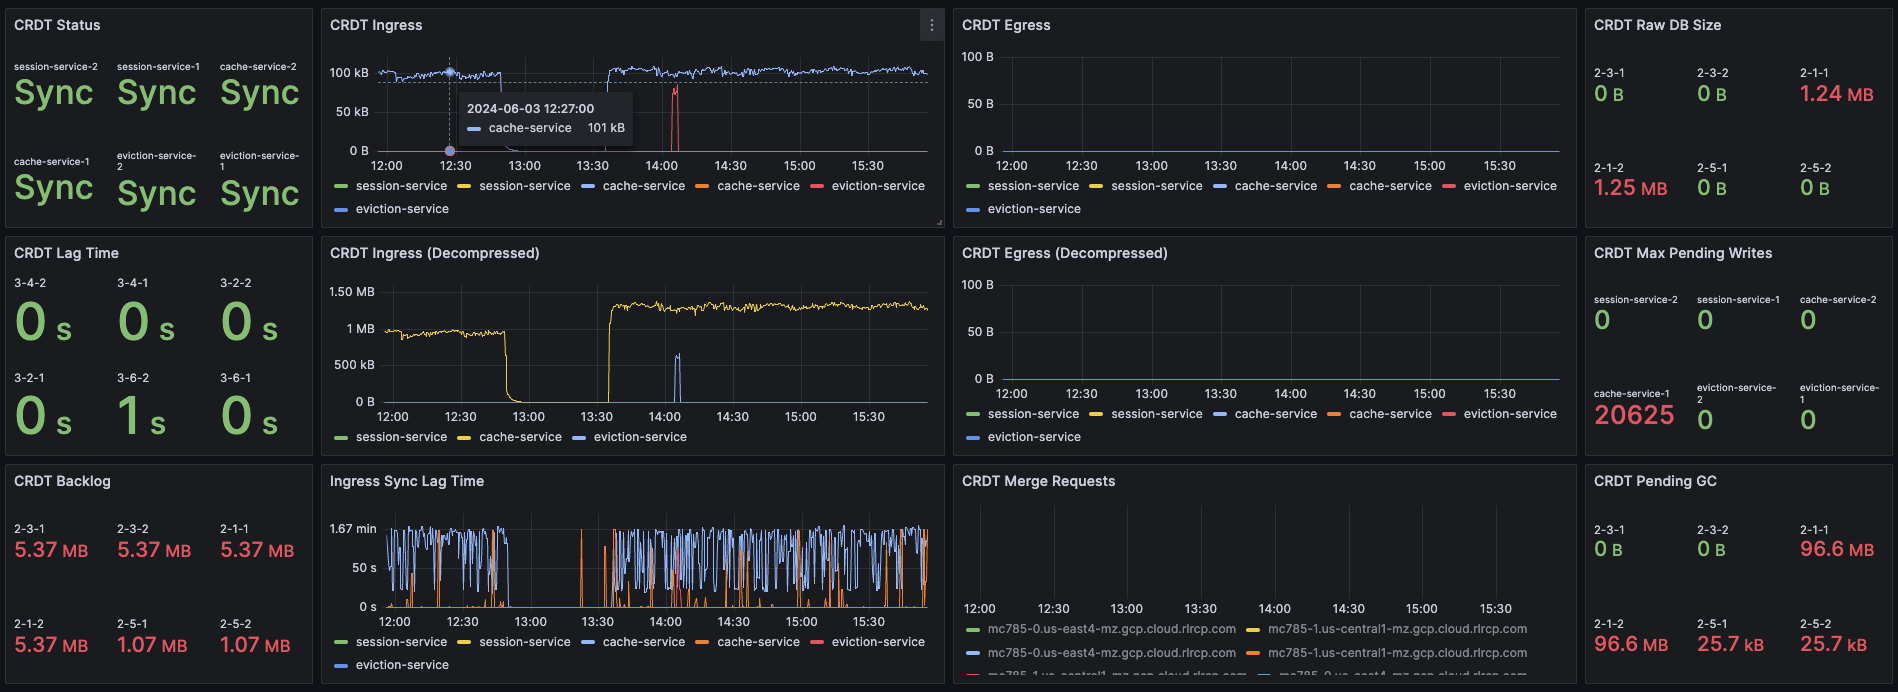 CRDT Status
session-service-2 session-service-1 cache-service-2
Sync Sync Sync
cache-service-1 eviction-service-2 eviction-service-1
Sync Sync Sync
CRDT Ingress
100 kB
50 kB
0 B
2024-06-03 12:27:00
cache-service 101 kB
12:00 12:30 13:00 13:30 14:00 14:30 15:00 15:30
session-service session-service cache-service cache-service eviction-service
eviction-service
CRDT Egress
100 B
50 B
0 B
12:00 12:30 13:00 13:30 14:00 14:30 15:00 15:30
session-service session-service cache-service cache-service eviction-service
eviction-service
CRDT Raw DB Size
2-3-1 2-3-2 2-1-1
0 B 0 B 1.24 MB
2-1-2 2-5-1 2-5-2
1.25 MB 0 B 0 B
CRDT Lag Time
3-4-2 3-4-1 3-2-2
0 s 0 s 0 s
3-2-1 3-6-2 3-6-1
0 s 1 s 0 s
CRDT Ingress (Decompressed)
1.50 MB
1 MB
500 kB
0 B
12:00 12:30 13:00 13:30 14:00 14:30 15:00 15:30
session-service cache-service eviction-service
CRDT Egress (Decompressed)
100 B
50 B
0 B
12:00 12:30 13:00 13:30 14:00 14:30 15:00 15:30
session-service session-service cache-service cache-service eviction-service
eviction-service
CRDT Max Pending Writes
session-service-2 session-service-1 cache-service-2
0 0 0
cache-service-1 eviction-service-2 eviction-service-1
20625 0 0
CRDT Backlog
2-3-1 2-3-2 2-1-1
5.37 MB 5.37 MB 5.37 MB
2-1-2 2-5-1 2-5-2
5.37 MB 1.07 MB 1.07 MB
Ingress Sync Lag Time
1.67 min
50 s
0 s
12:00 12:30 13:00 13:30 14:00 14:30 15:00 15:30
session-service session-service cache-service cache-service eviction-service
eviction-service
CRDT Merge Requests
12:00 12:30 13:00 13:30 14:00 14:30 15:00 15:30
mc785-0.us-east4-mz.gcp.cloud.rlrcp.com mc785-1.us-central1-mz.gcp.cloud.rlrcp.com
mc785-0.us-east4-mz.gcp.cloud.rlrcp.com mc785-1.us-central1-mz.gcp.cloud.rlrcp.com
CRDT Pending GC
2-3-1 2-3-2 2-1-1
0 B 0 B 96.6 MB
2-1-2 2-5-1 2-5-2
96.6 MB 25.7 kB 25.7 kB